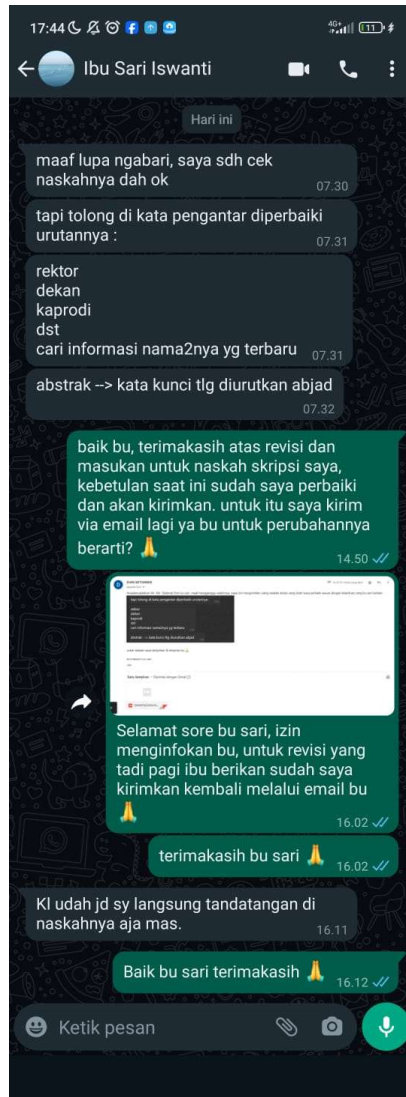 17:44
4G+
11
Ibu Sari Iswanti
Hari ini
maaf lupa ngabari, saya sdh cek
naskahnya dah ok
07.30
tapi tolong di kata pengantar diperbaiki
urutannya :
07.31
rektor
dekan
kaprodi
dst
cari informasi nama2nya yg terbaru
07.31
abstrak --> kata kunci tlg diurutkan abjad
07.32
baik bu, terimakasih atas revisi dan
masukan untuk naskah skripsi saya,
kebetulan saat ini sudah saya perbaiki
dan akan kirimkan. untuk itu saya kirim
via email lagi ya bu untuk perubahannya
berarti? 🙏
14.50
Selamat sore bu sari, izin
menginfokan bu, untuk revisi yang
tadi pagi ibu berikan sudah saya
kirimkan kembali melalui email bu
🙏
16.02
terimakasih bu sari 🙏
16.02
Kl udah jd sy langsung tandatangan di
naskahnya aja mas.
16.11
Baik bu sari terimakasih 🙏
16.12
Ketik pesan